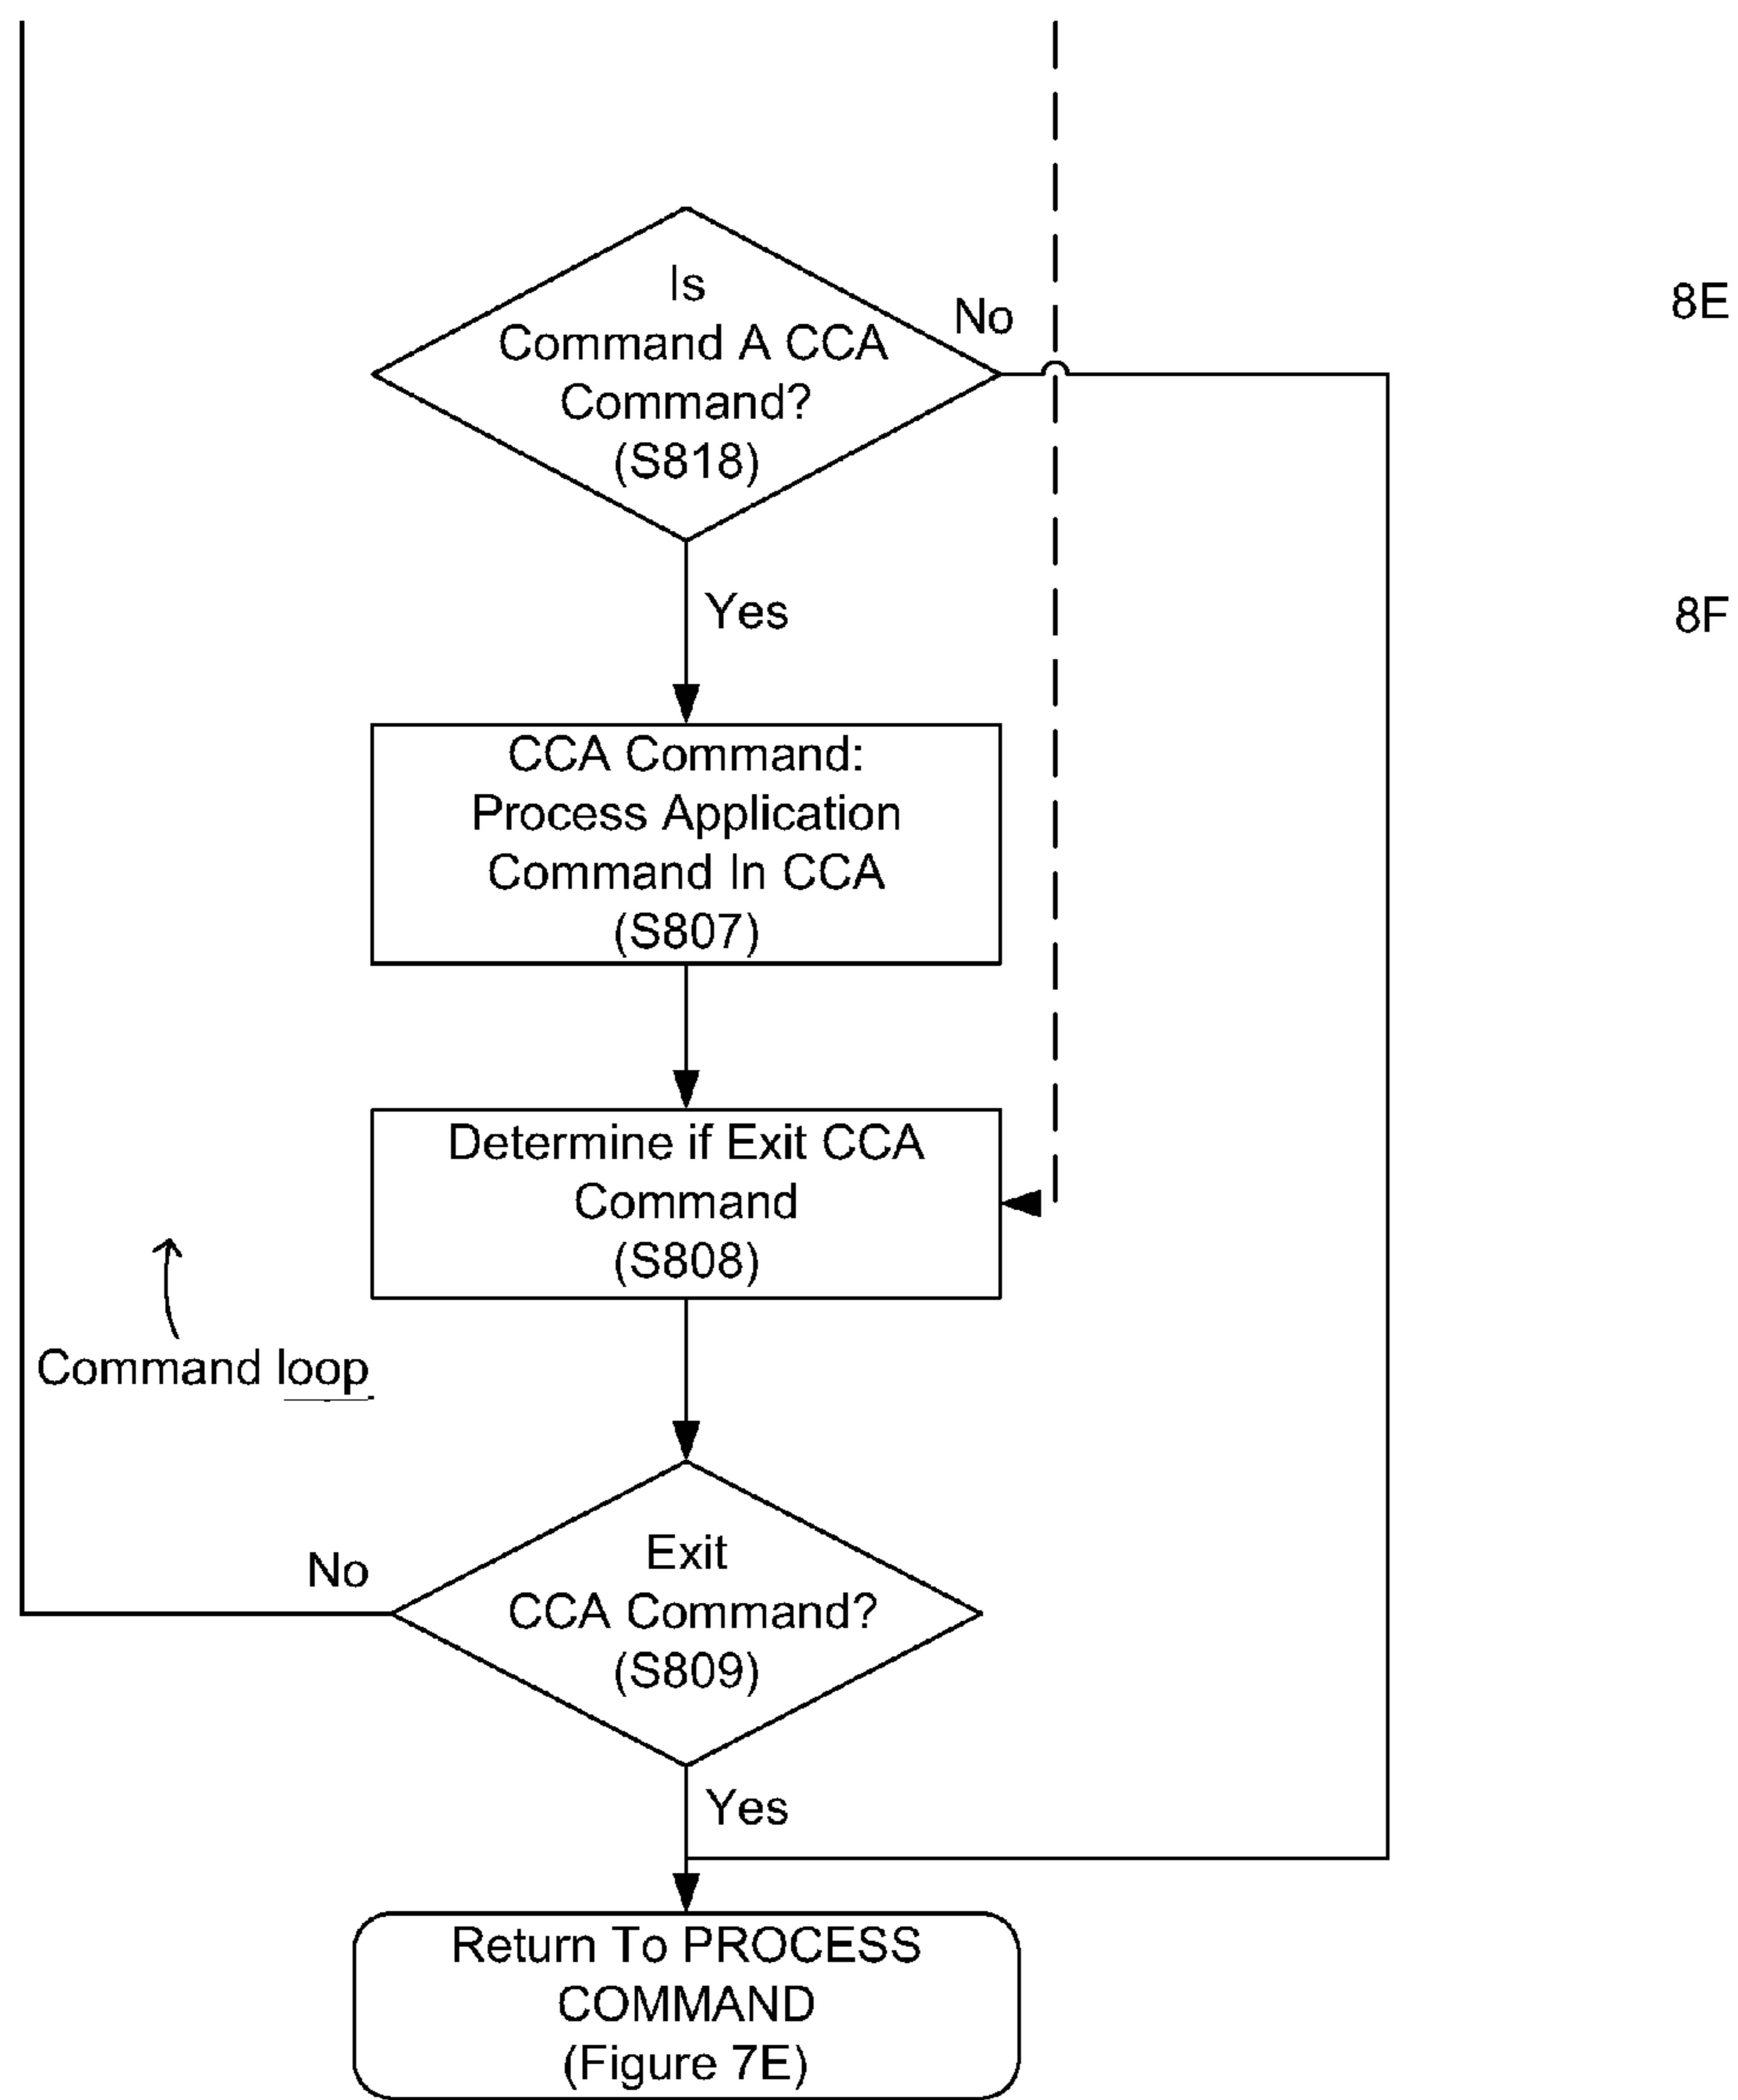 Is
Command A CCA
Command?
(S818)
No
8E
Yes
8F
CCA Command:
Process Application
Command In CCA
(S807)
Determine if Exit CCA
Command
(S808)
Command loop
Exit
CCA Command?
(S809)
No
Yes
Return To PROCESS
COMMAND
(Figure 7E)